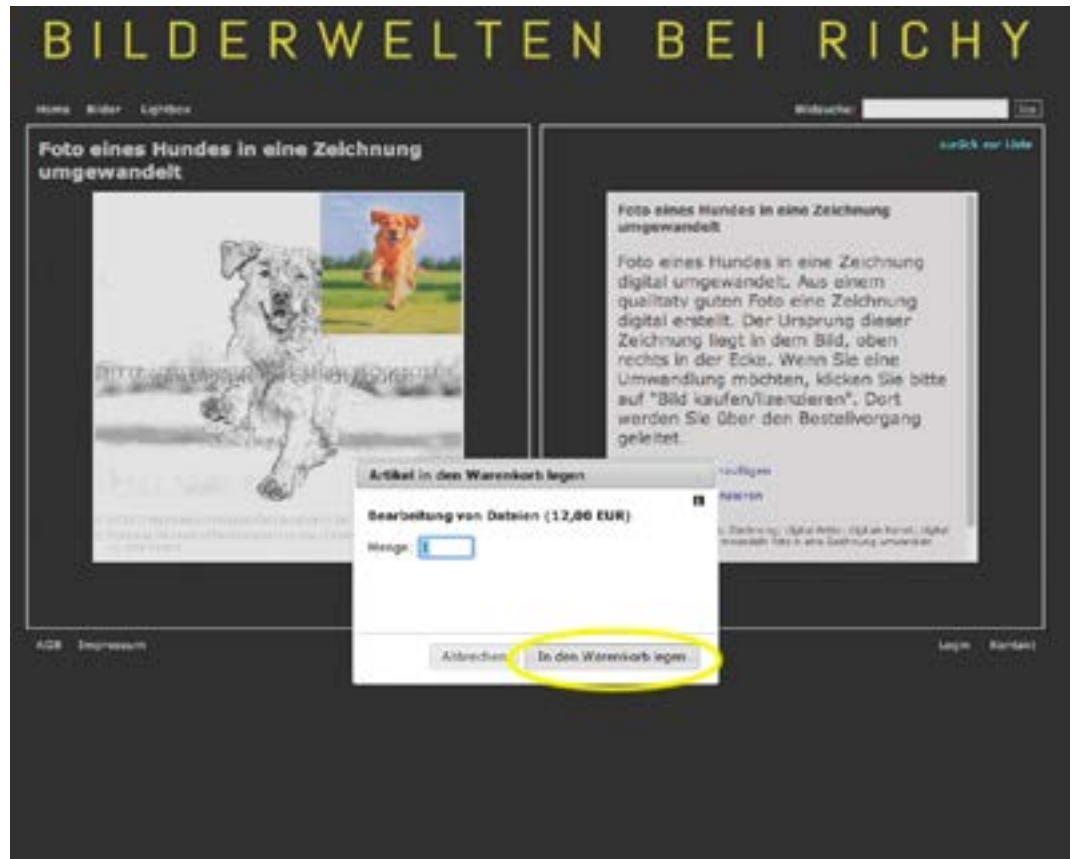 BILDERWELTEN BEI RICHY
Home Bilder Lightbox
Bildsuche:
Foto eines Hundes in eine Zeichnung
umgewandelt
zurück zur Liste
Foto eines Hundes in eine Zeichnung
umgewandelt
Foto eines Hundes in eine Zeichnung
digital umgewandelt. Aus einem
qualitatv guten Foto eine Zeichnung
digital erstellt. Der Ursprung dieser
Zeichnung liegt in dem Bild, oben
rechts in der Ecke. Wenn Sie eine
Umwandlung möchten, klicken Sie bitte
auf "Bild kaufen/lizenzieren". Dort
werden Sie über den Bestellvorgang
geleitet.
Artikel in den Warenkorb legen
Bearbeitung von Dateien (12,00 EUR)
Menge: 1
Abbrechen In den Warenkorb legen
AGB Impressum
Login Kontakt